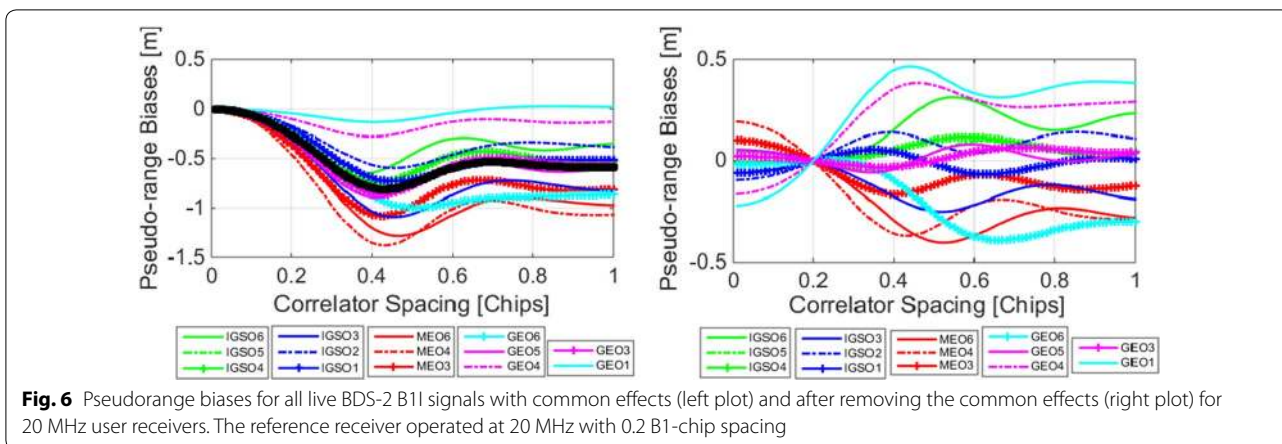 Pseudo-range Biases [m]
0.5
0
-0.5
-1
-1.5
0
0.2
0.4
0.6
0.8
1
Correlator Spacing [Chips]
IGSO6
IGSO5
IGSO4
IGSO3
IGSO2
IGSO1
MEO6
MEO4
MEO3
GEO6
GEO5
GEO4
GEO3
GEO1
Pseudo-range Biases [m]
0.5
0
-0.5
0
0.2
0.4
0.6
0.8
1
Correlator Spacing [Chips]
IGSO6
IGSO5
IGSO4
IGSO3
IGSO2
IGSO1
MEO6
MEO4
MEO3
GEO6
GEO5
GEO4
GEO3
GEO1
Fig. 6 Pseudorange biases for all live BDS-2 B1I signals with common effects (left plot) and after removing the common effects (right plot) for
20 MHz user receivers. The reference receiver operated at 20 MHz with 0.2 B1-chip spacing